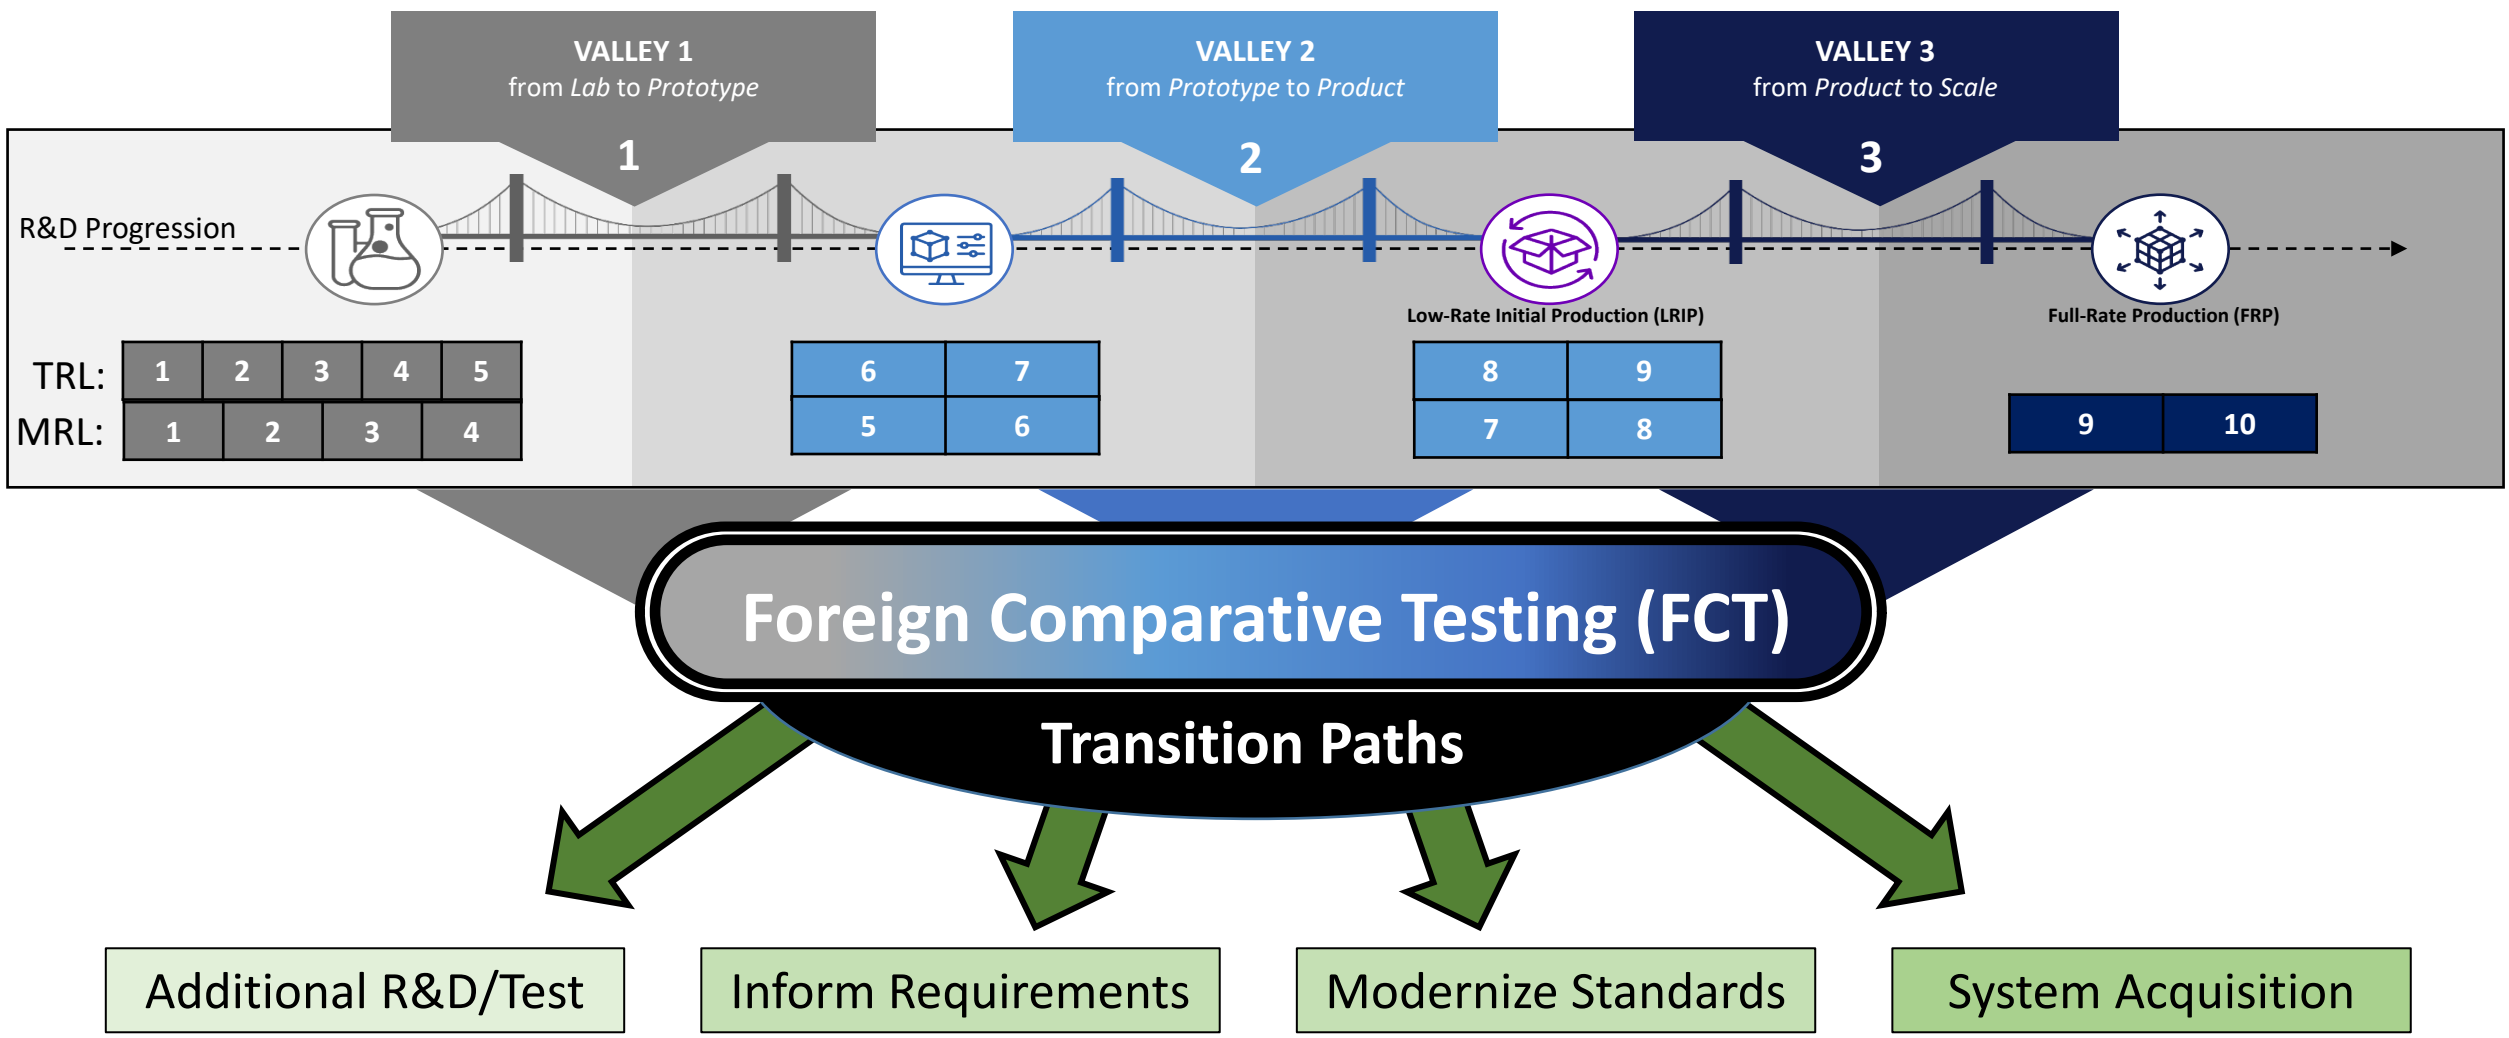 VALLEY 1
from Lab to Prototype
1
VALLEY 2
from Prototype to Product
2
VALLEY 3
from Product to Scale
3
R&D Progression
Low-Rate Initial Production (LRIP)
Full-Rate Production (FRP)
TRL: 1 2 3 4 5 6 7 8 9
MRL: 1 2 3 4 5 6 7 8 9 10
Foreign Comparative Testing (FCT)
Transition Paths
Additional R&D/Test
Inform Requirements
Modernize Standards
System Acquisition